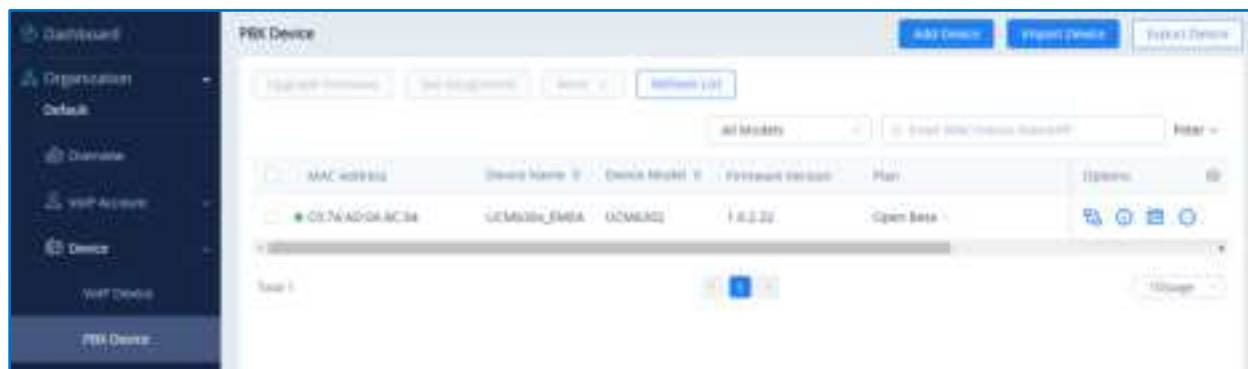 Dashboard
PBX Device
Add Device
Import Device
Export Device
Organization
Default
Upgrade Firmware
Refresh List
Overview
All Models
Filter
VoIP Account
MAC Address
Device Name
Device Model
Firmware Version
Plan
Options
Device
UCM630x_EMEA
UCM6302
1.0.2.22
Open Beta
VoIP Device
Total 1
1
10/page
PBX Device